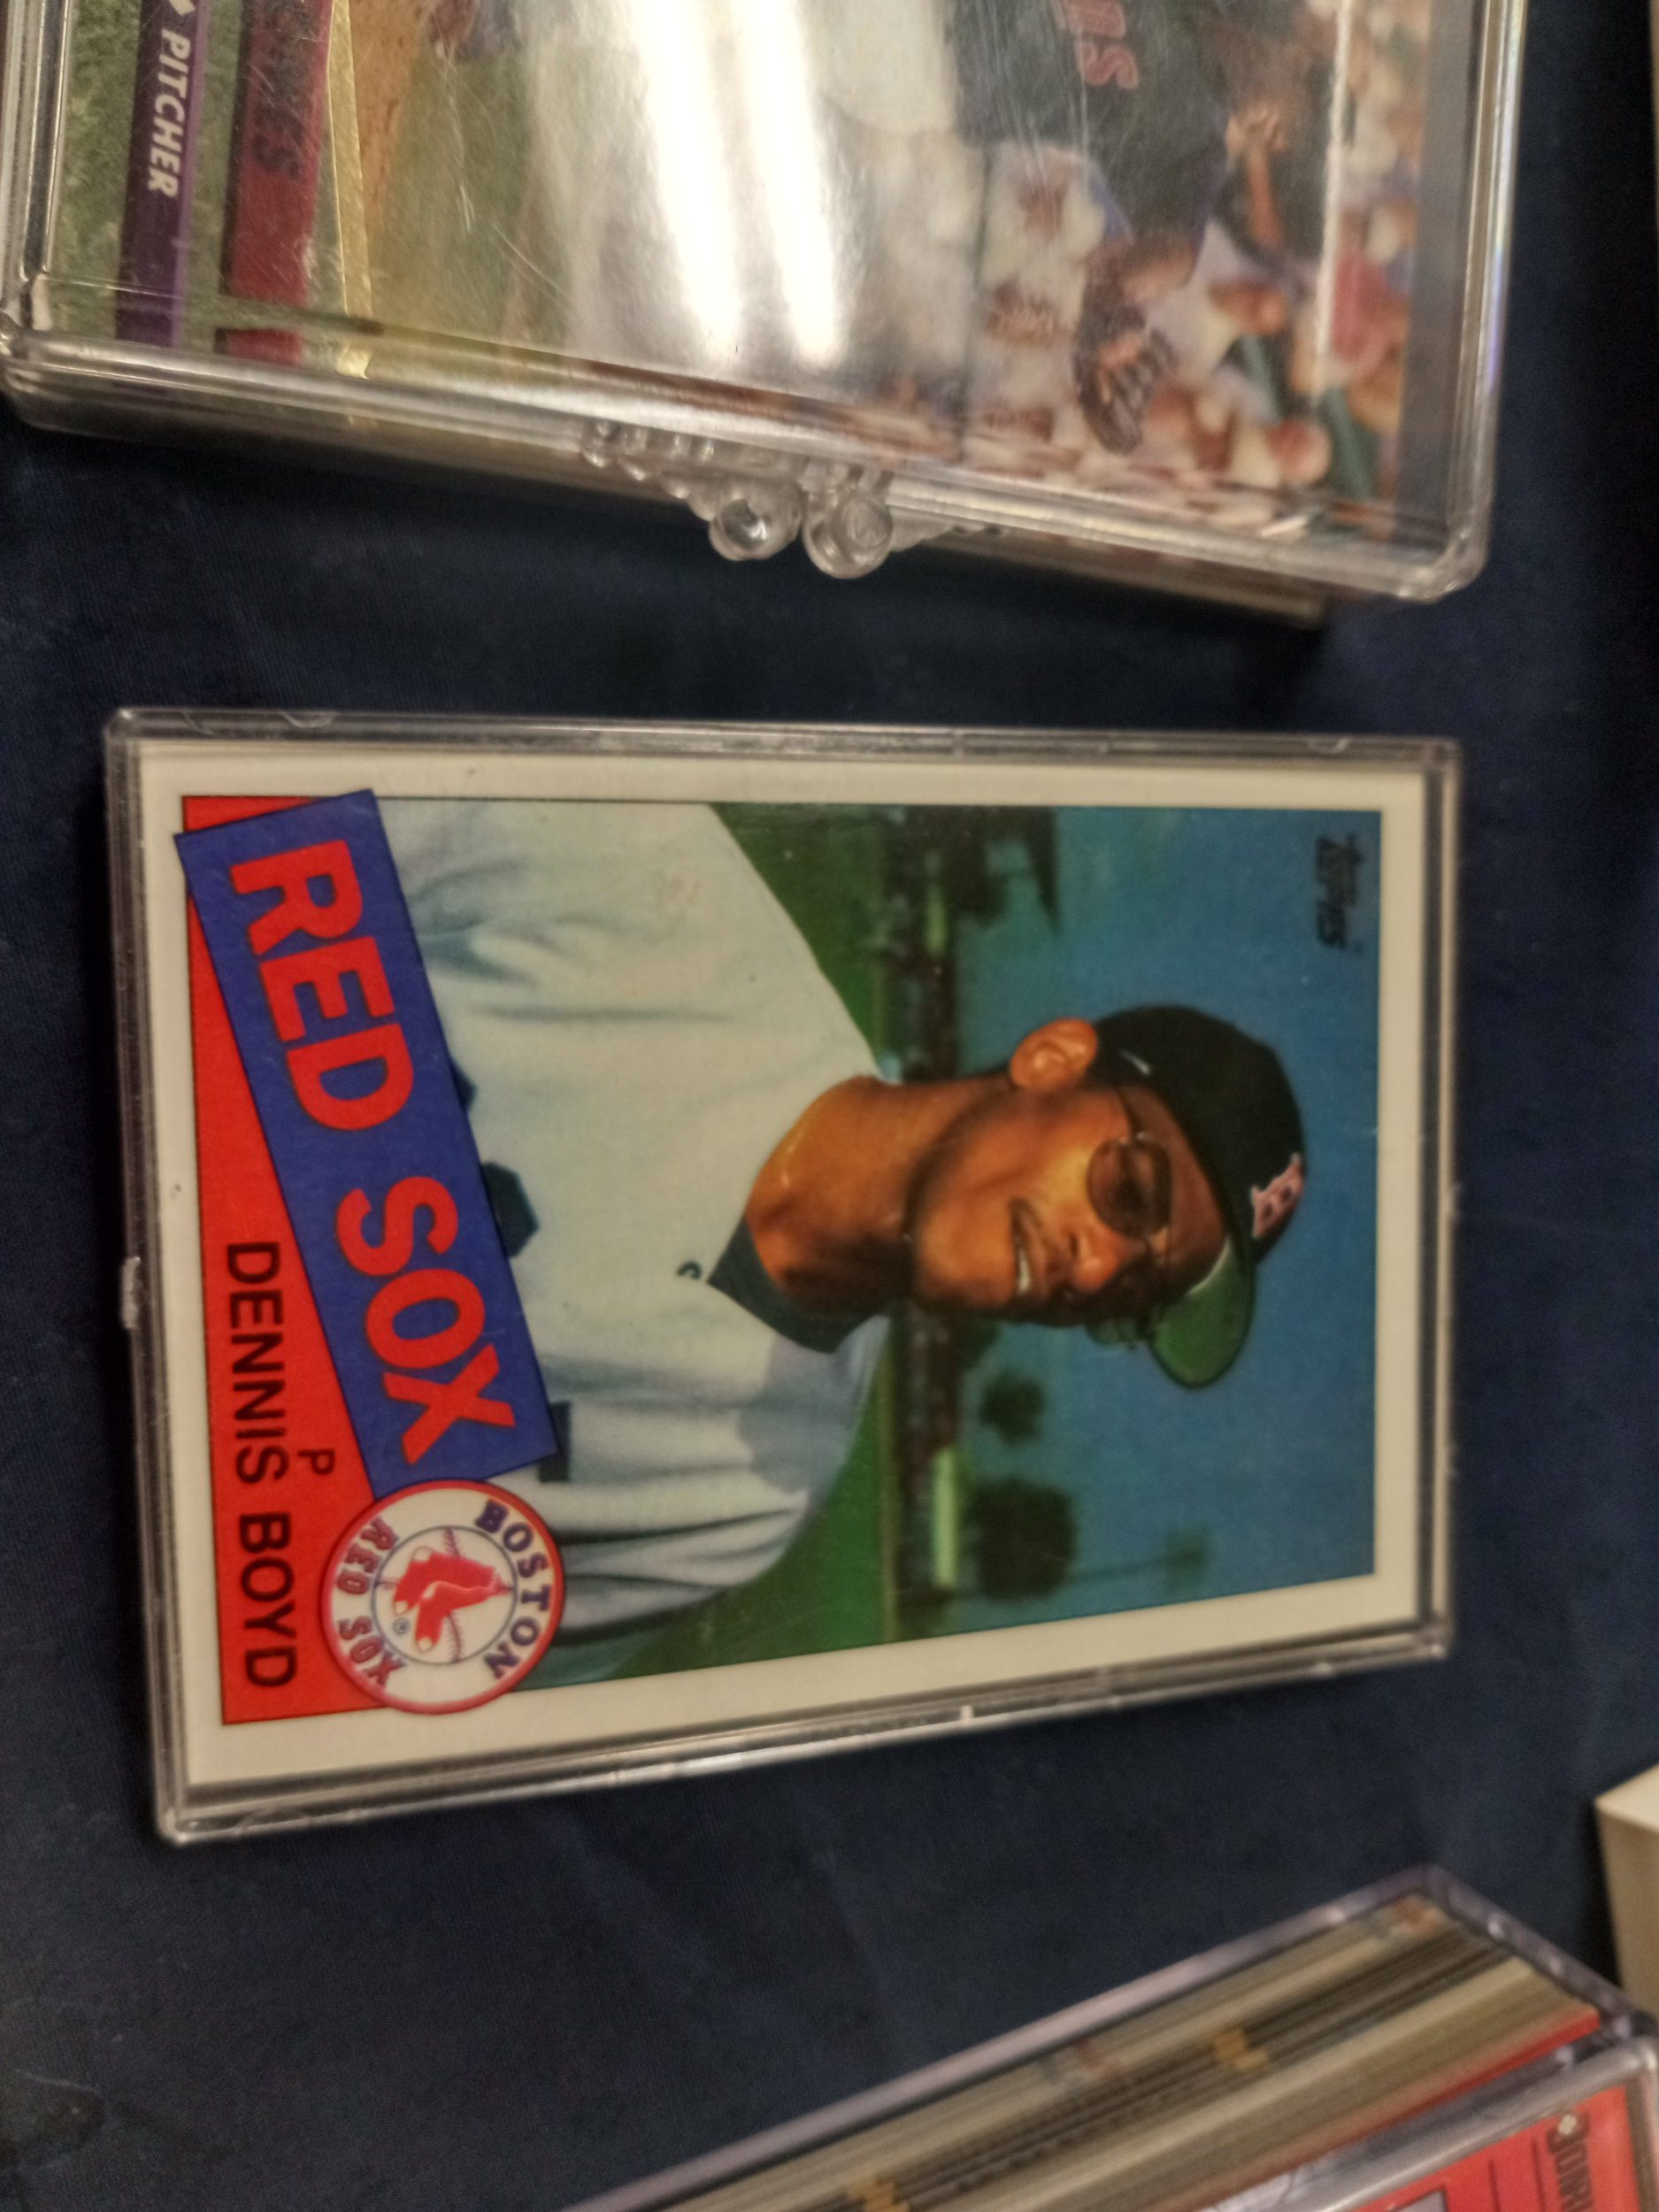 PITCHER
Topps
B
RED SOX
P
DENNIS BOYD
BOSTON
RED SOX
®